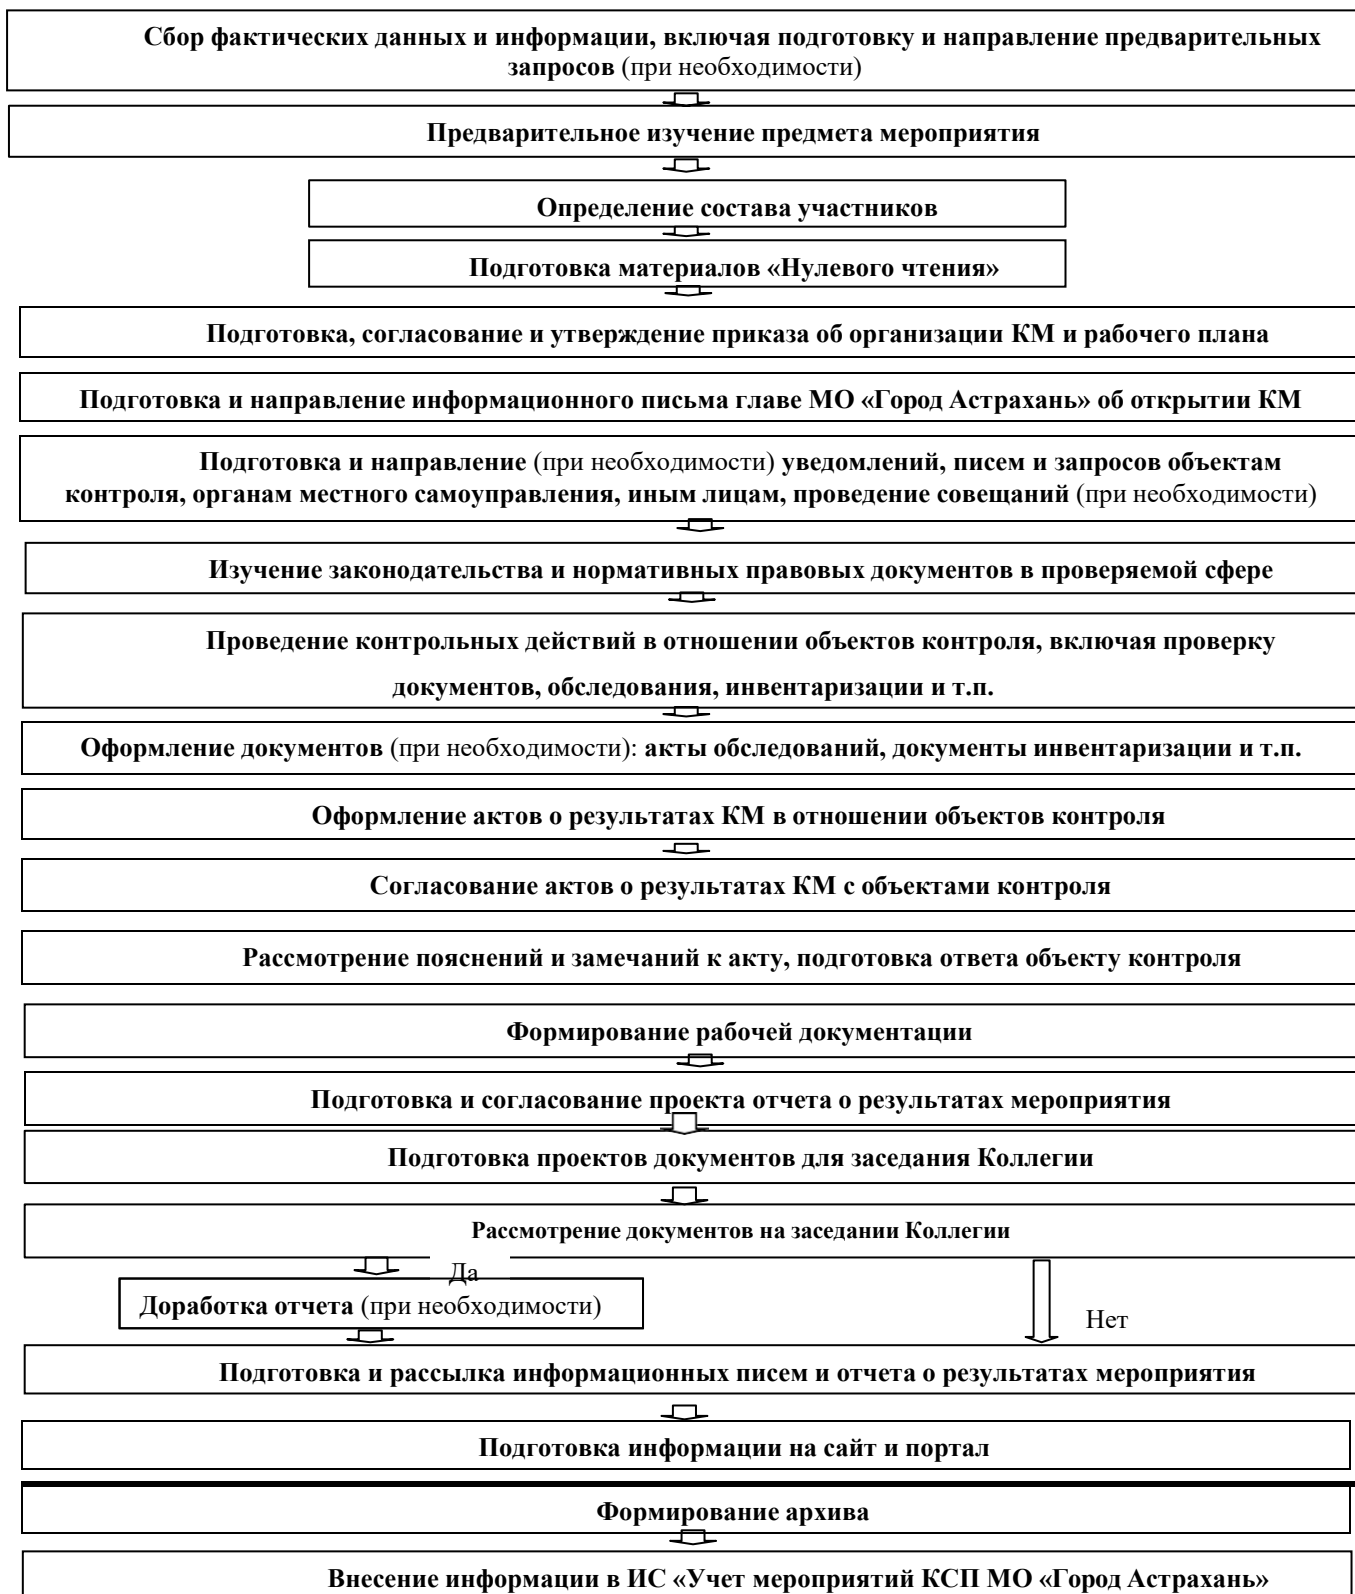 Сбор фактических данных и информации, включая подготовку и направление предварительных
запросов (при необходимости)
Предварительное изучение предмета мероприятия
Определение состава участников
Подготовка материалов «Нулевого чтения»
Подготовка, согласование и утверждение приказа об организации КМ и рабочего плана
Подготовка и направление информационного письма главе МО «Город Астрахань» об открытии КМ
Подготовка и направление (при необходимости) уведомлений, писем и запросов объектам
контроля, органам местного самоуправления, иным лицам, проведение совещаний (при необходимости)
Изучение законодательства и нормативных правовых документов в проверяемой сфере
Проведение контрольных действий в отношении объектов контроля, включая проверку
документов, обследования, инвентаризации и т.п.
Оформление документов (при необходимости): акты обследований, документы инвентаризации и т.п.
Оформление актов о результатах КМ в отношении объектов контроля
Согласование актов о результатах КМ с объектами контроля
Рассмотрение пояснений и замечаний к акту, подготовка ответа объекту контроля
Формирование рабочей документации
Подготовка и согласование проекта отчета о результатах мероприятия
Подготовка проектов документов для заседания Коллегии
Рассмотрение документов на заседании Коллегии
Да
Доработка отчета (при необходимости)
Нет
Подготовка и рассылка информационных писем и отчета о результатах мероприятия
Подготовка информации на сайт и портал
Формирование архива
Внесение информации в ИС «Учет мероприятий КСП МО «Город Астрахань»